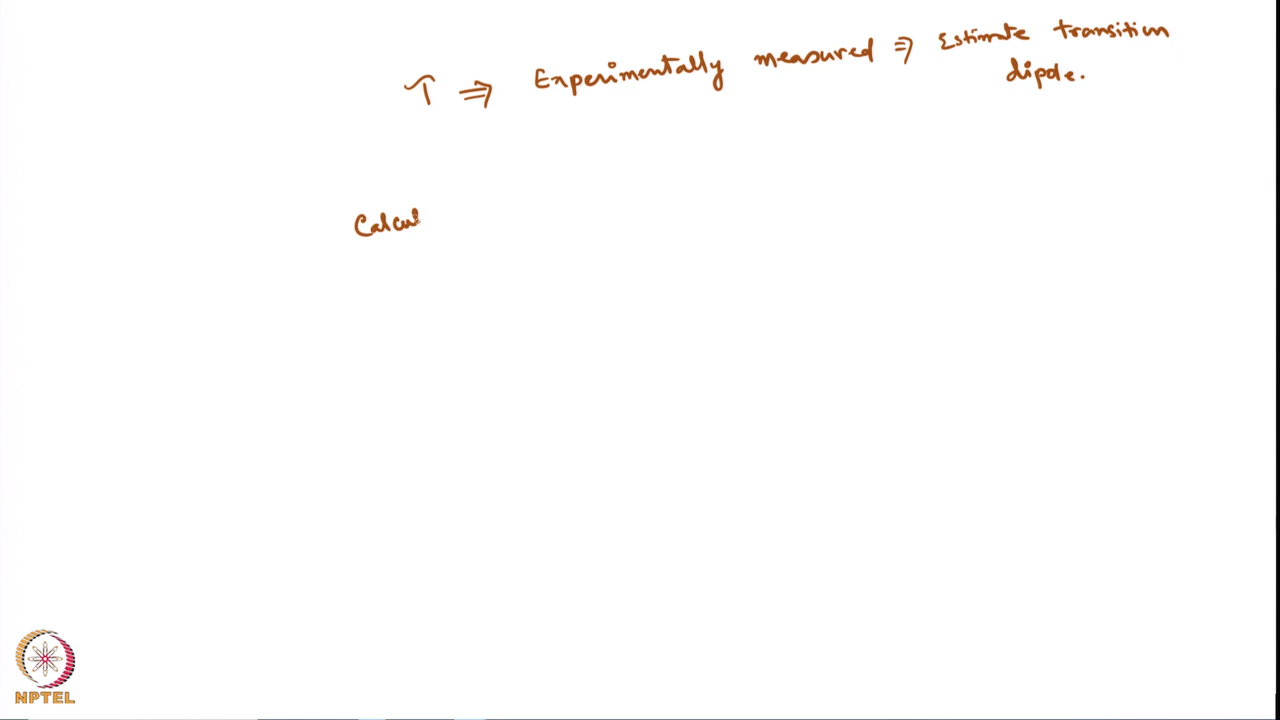 τ ⇒ Experimentally measured ⇒ Estimate transition
dipole.
Calcul
NPTEL